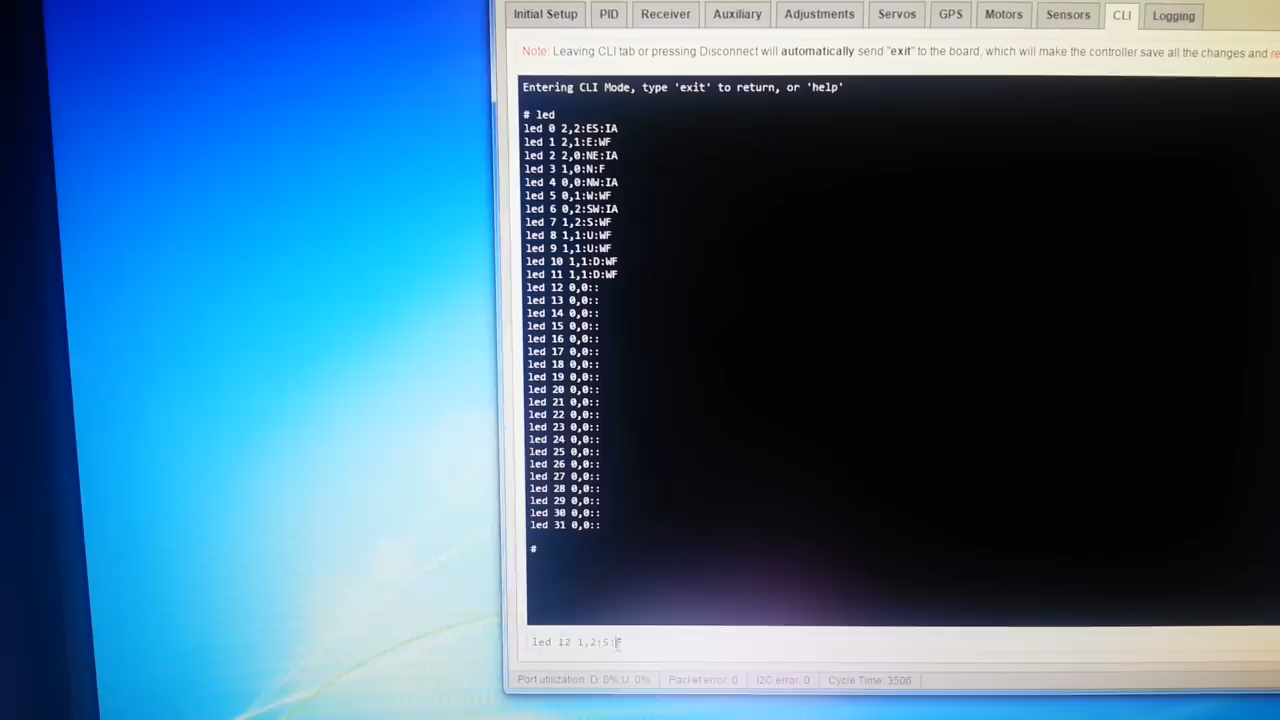 Initial Setup PID Receiver Auxiliary Adjustments Servos GPS Motors Sensors CLI Logging
Note: Leaving CLI tab or pressing Disconnect will automatically send "exit" to the board, which will make the controller save all the changes and
Entering CLI Mode, type 'exit' to return, or 'help'
# led
led 0 2,2:ES:IA
led 1 2,1:E:WF
led 2 2,0:NE:IA
led 3 1,0:N:F
led 4 0,0:NW:IA
led 5 0,1:W:WF
led 6 0,2:SW:IA
led 7 1,2:S:WF
led 8 1,1:U:WF
led 9 1,1:U:WF
led 10 1,1:D:WF
led 11 1,1:D:WF
led 12 0,0::
led 13 0,0::
led 14 0,0::
led 15 0,0::
led 16 0,0::
led 17 0,0::
led 18 0,0::
led 19 0,0::
led 20 0,0::
led 21 0,0::
led 22 0,0::
led 23 0,0::
led 24 0,0::
led 25 0,0::
led 26 0,0::
led 27 0,0::
led 28 0,0::
led 29 0,0::
led 30 0,0::
led 31 0,0::
#
led 12 1,2:S:
Port utilization: D: 0% U: 0% Packet error: 0 I2C error: 0 Cycle Time: 3506